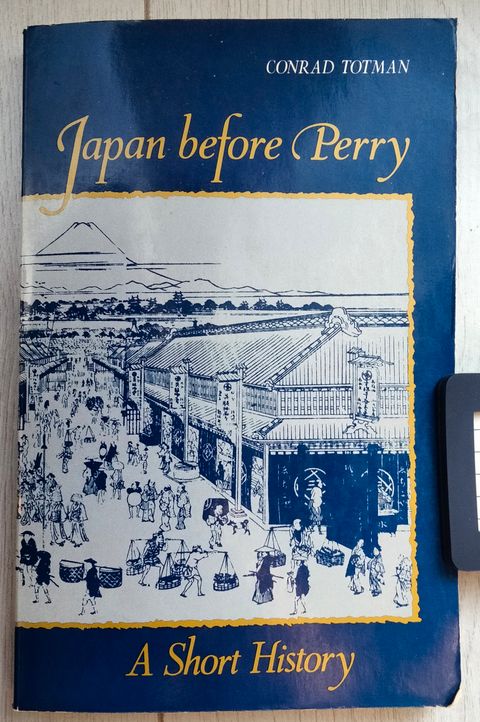 CONRAD TOTMAN
Japan before Perry
A Short History